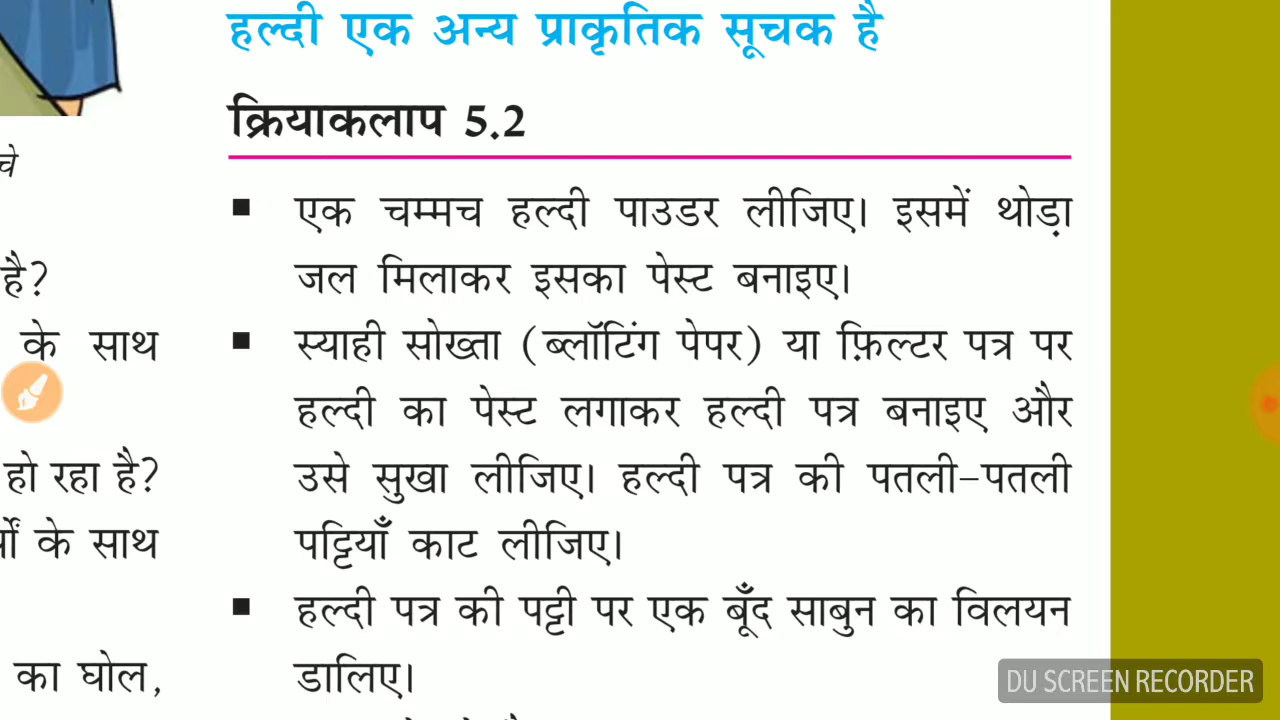 हल्दी एक अन्य प्राकृतिक सूचक है
क्रियाकलाप 5.2
चे
है?
के साथ
हो रहा है?
के साथ
का घोल,
▪ एक चम्मच हल्दी पाउडर लीजिए। इसमें थोड़ा
जल मिलाकर इसका पेस्ट बनाइए।
▪ स्याही सोख्ता (ब्लॉटिंग पेपर) या फ़िल्टर पत्र पर
हल्दी का पेस्ट लगाकर हल्दी पत्र बनाइए और
उसे सुखा लीजिए। हल्दी पत्र की पतली-पतली
पट्टियाँ काट लीजिए।
▪ हल्दी पत्र की पट्टी पर एक बूँद साबुन का विलयन
डालिए।
DU SCREEN RECORDER